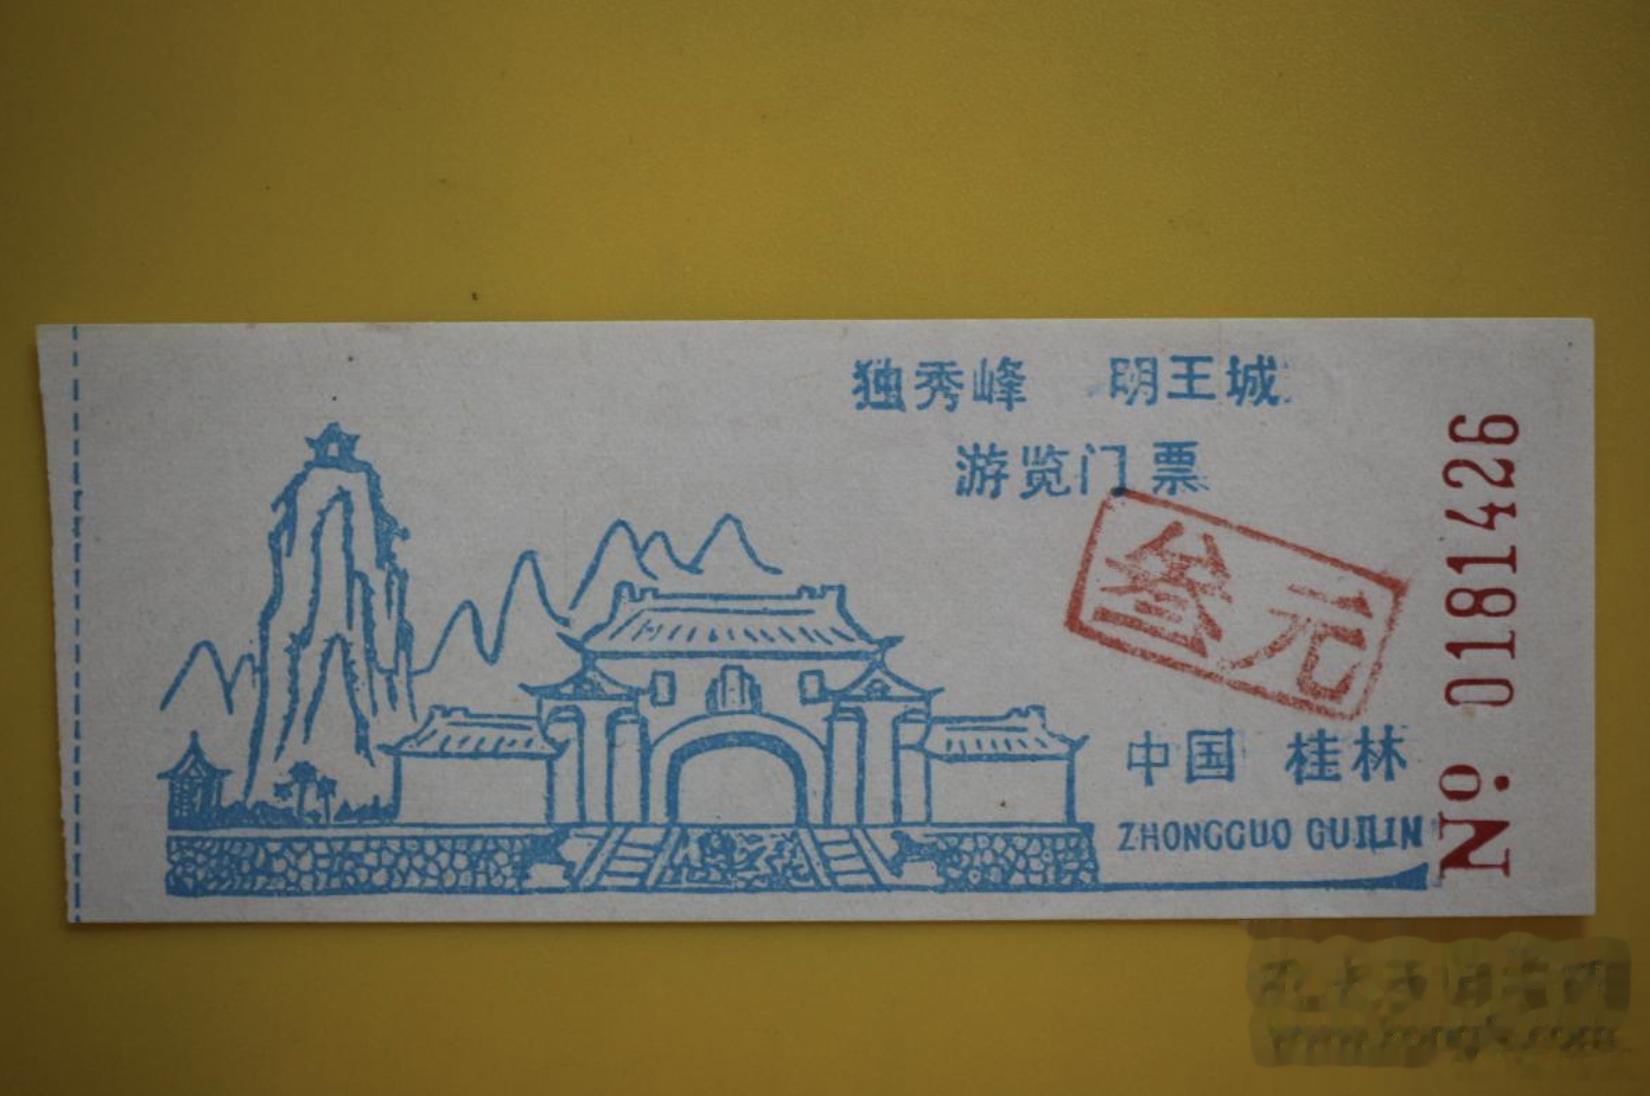 独秀峰 明王城
游览门票
叁元
中国 桂林
ZHONGGUO GUILIN
No. 0181426